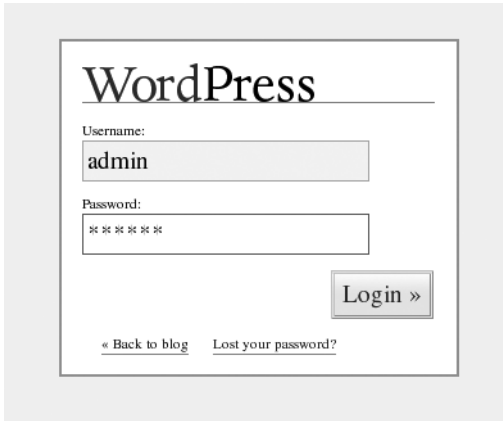 WordPress
Username:
admin
Password:
******
Login »
« Back to blog Lost your password?